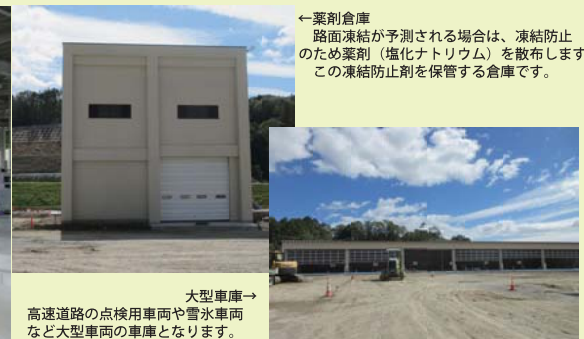 ←薬剤倉庫
路面凍結が予測される場合は、凍結防止
のため薬剤（塩化ナトリウム）を散布します
この凍結防止剤を保管する倉庫です。
大型車庫→
高速道路の点検用車両や雪氷車両
など大型車両の車庫となります。